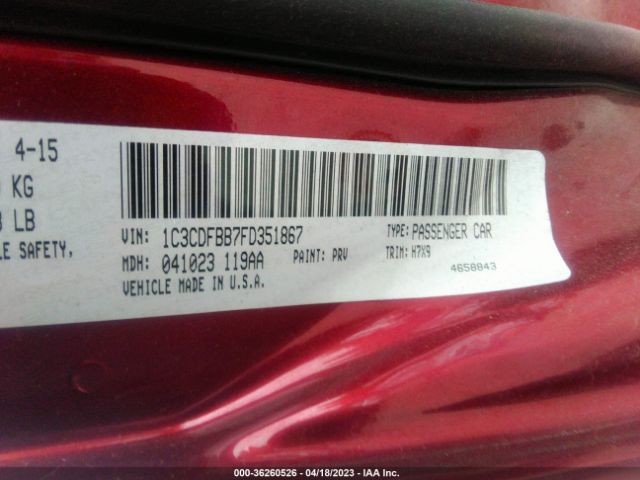 4-15
KG
LB
LE SAFETY,
VIN: 1C3CDFBB7FD351867 TYPE: PASSENGER CAR
MDH: 041023 119AA PAINT: PRV TRIM: H7X9
VEHICLE MADE IN U.S.A. 4658843
000-36260526 - 04/18/2023 - IAA Inc.